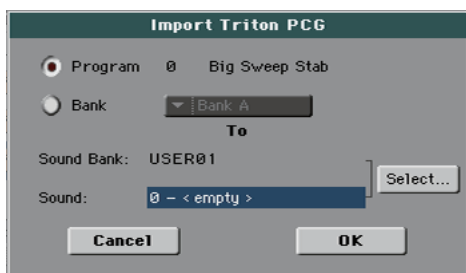 Import Triton PCG
Program 0 Big Sweep Stab
Bank Bank A
To
Sound Bank: USER01
Select...
Sound: 0 - < empty >
Cancel OK